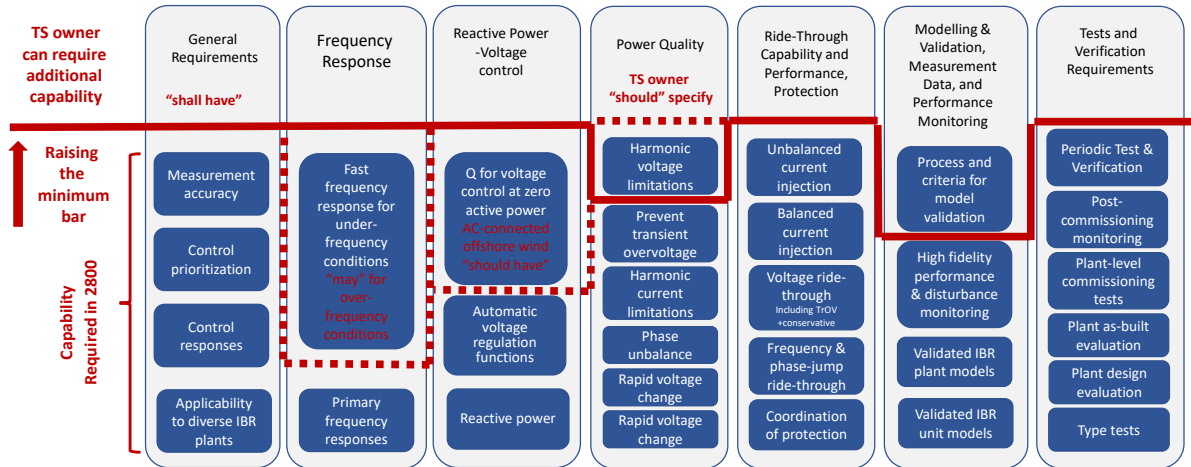 TS owner
can require
additional
capability
Raising
the
minimum
bar
Capability
Required in 2800
General
Requirements
“shall have”
Measurement
accuracy
Control
prioritization
Control
responses
Applicability
to diverse IBR
plants
Frequency
Response
Fast
frequency
response for
under-
frequency
conditions
“may” for
over-
frequency
conditions
Primary
frequency
responses
Reactive Power
-Voltage
control
Q for voltage
control at zero
active power
AC-connected
offshore wind
“should have”
Automatic
voltage
regulation
functions
Reactive power
Power Quality
TS owner
“should” specify
Harmonic
voltage
limitations
Prevent
transient
overvoltage
Harmonic
current
limitations
Phase
unbalance
Rapid voltage
change
Rapid voltage
change
Ride-Through
Capability and
Performance,
Protection
Unbalanced
current
injection
Balanced
current
injection
Voltage ride-
through
Including TrOV
+conservative
Frequency &
phase-jump
ride-through
Coordination
of protection
Modelling &
Validation,
Measurement
Data, and
Performance
Monitoring
Process and
criteria for
model
validation
High fidelity
performance
& disturbance
monitoring
Validated IBR
plant models
Validated IBR
unit models
Tests and
Verification
Requirements
Periodic Test &
Verification
Post-
commissioning
monitoring
Plant-level
commissioning
tests
Plant as-built
evaluation
Plant design
evaluation
Type tests